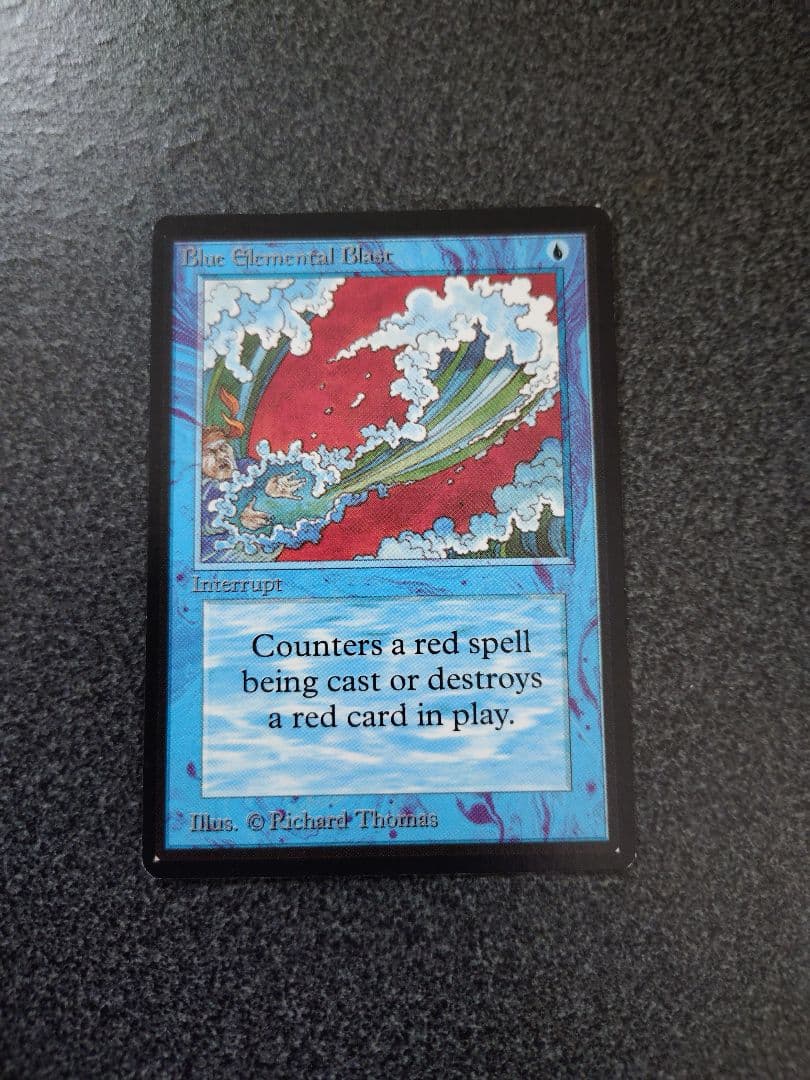 Blue Elemental Blast
Interrupt
Counters a red spell
being cast or destroys
a red card in play.
Illus. © Richard Thomas